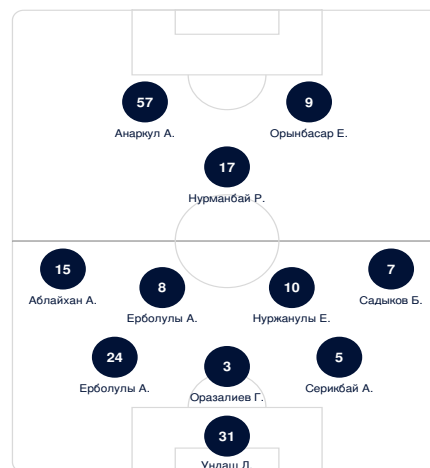 57
9
Анаркул А.
Орынбасар Е.
17
Нурманбай Р.
15
7
Аблайхан А.
Садыков Б.
8
10
Ерболулы А.
Нуржанулы Е.
24
3
5
Ерболулы А.
Оразалиев Г.
Серикбай А.
31
Ундаш Д.